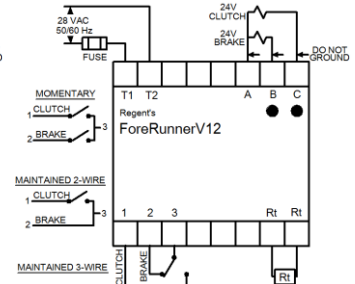 28 VAC
50/60 Hz
FUSE
24V
CLUTCH
24V
BRAKE
DO NOT
GROUND
T1 T2 A B C
Regent's
ForeRunnerV12
MOMENTARY
1 CLUTCH
2 BRAKE
3
MAINTAINED 2-WIRE
1 CLUTCH
2 BRAKE
3
1 2 3 Rt Rt
MAINTAINED 3-WIRE
CLUTCH
BRAKE
Rt